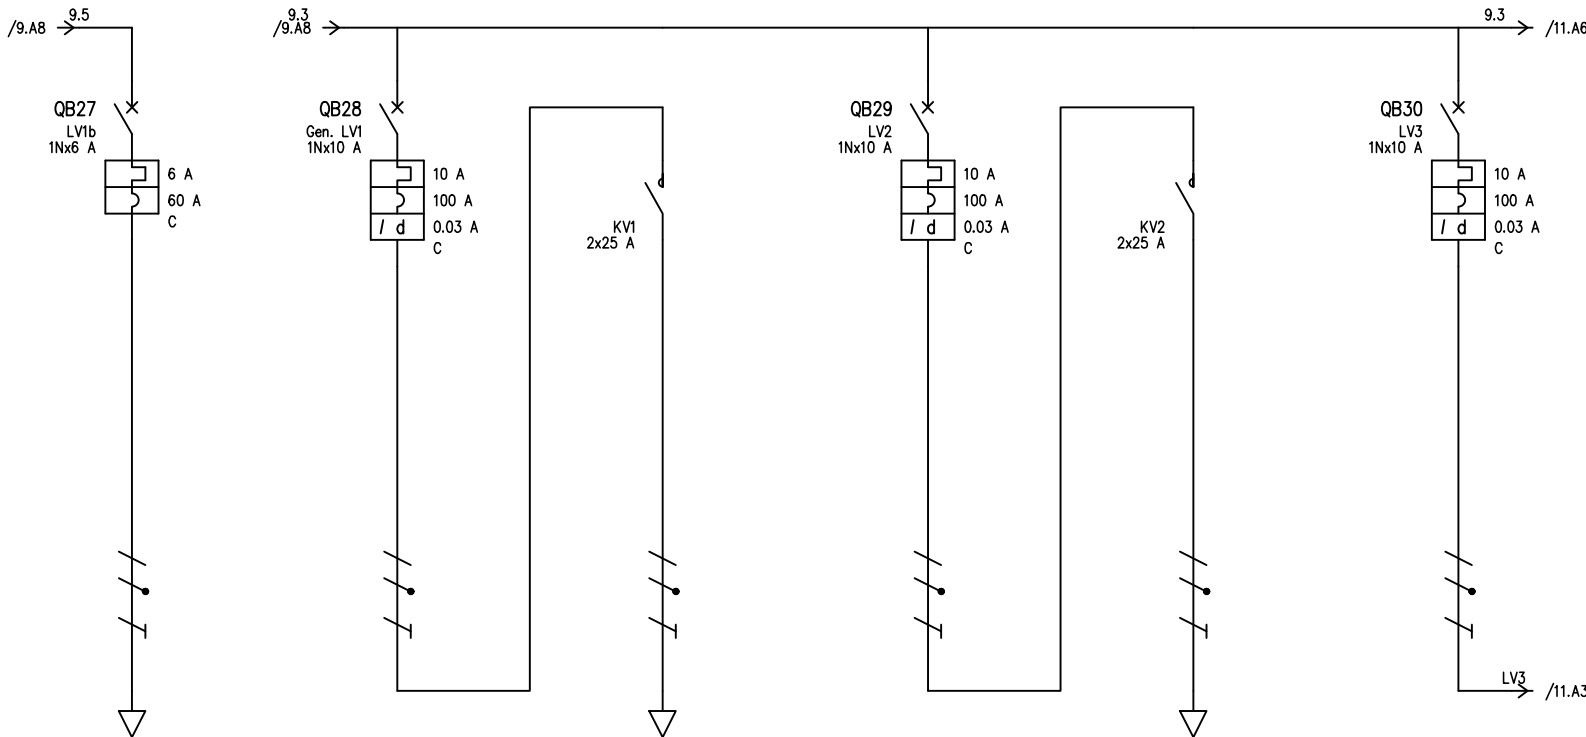 9.5
/9.A8
9.3
/9.A8
9.3
/11.A6
QB27
LV1b
1Nx6 A
6 A
60 A
C
QB28
Gen. LV1
1Nx10 A
10 A
100 A
I d
0.03 A
C
KV1
2x25 A
QB29
LV2
1Nx10 A
10 A
100 A
I d
0.03 A
C
KV2
2x25 A
QB30
LV3
1Nx10 A
10 A
100 A
I d
0.03 A
C
LV3
/11.A3